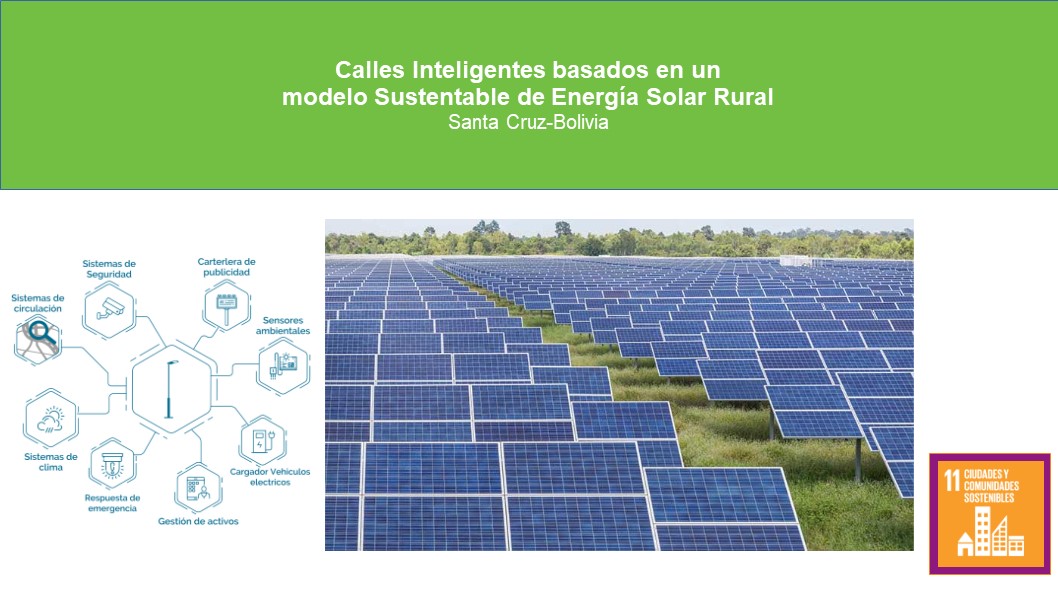 Calles Inteligentes basados en un
modelo Sustentable de Energía Solar Rural
Santa Cruz-Bolivia
Sistemas de
Seguridad
Carterlera de
publicidad
Sistemas de
circulación
Sensores
ambientales
Sistemas de
clima
Cargador Vehiculos
electricos
Respuesta de
emergencia
Gestión de activos
11 CIUDADES Y
COMUNIDADES
SOSTENIBLES